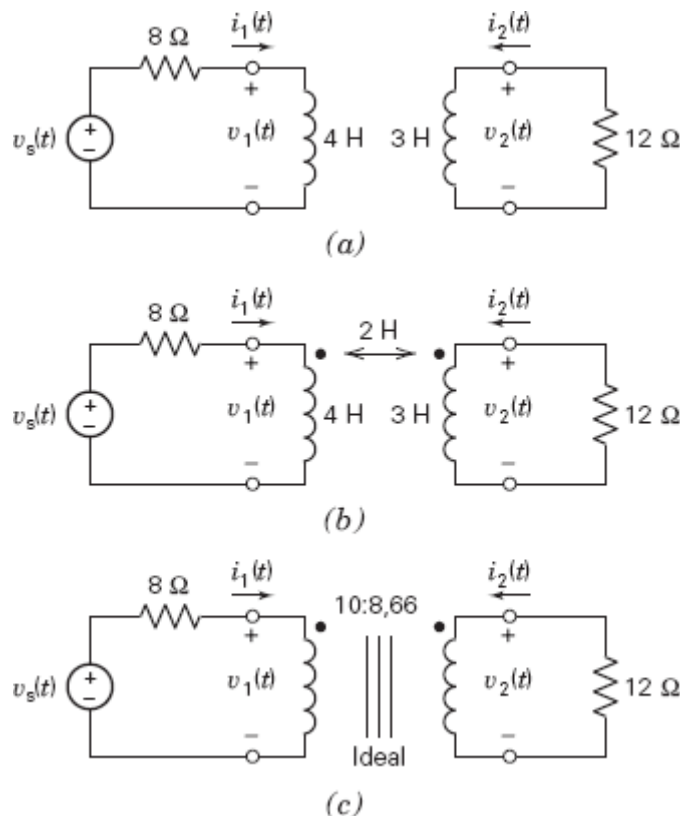 8 Ω i₁(t) i₂(t)
+ +
vₛ(t) + − v₁(t) 4 H 3 H v₂(t) 12 Ω
− −
(a)
8 Ω i₁(t) 2 H i₂(t)
+ +
vₛ(t) + − v₁(t) 4 H 3 H v₂(t) 12 Ω
− −
(b)
8 Ω i₁(t) 10:8,66 i₂(t)
+ +
vₛ(t) + − v₁(t) v₂(t) 12 Ω
− −
Ideal
(c)